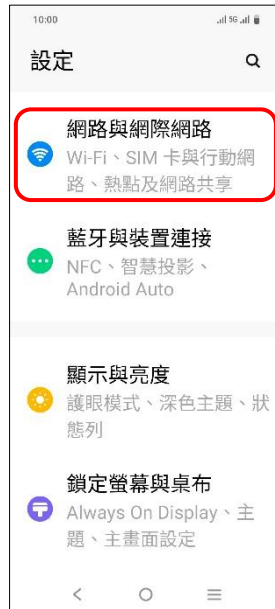 10:00
5G
設定
網路與網際網路
Wi-Fi、SIM 卡與行動網
路、熱點及網路共享
藍牙與裝置連接
NFC、智慧投影、
Android Auto
顯示與亮度
護眼模式、深色主題、狀
態列
鎖定螢幕與桌布
Always On Display、主
題、主畫面設定